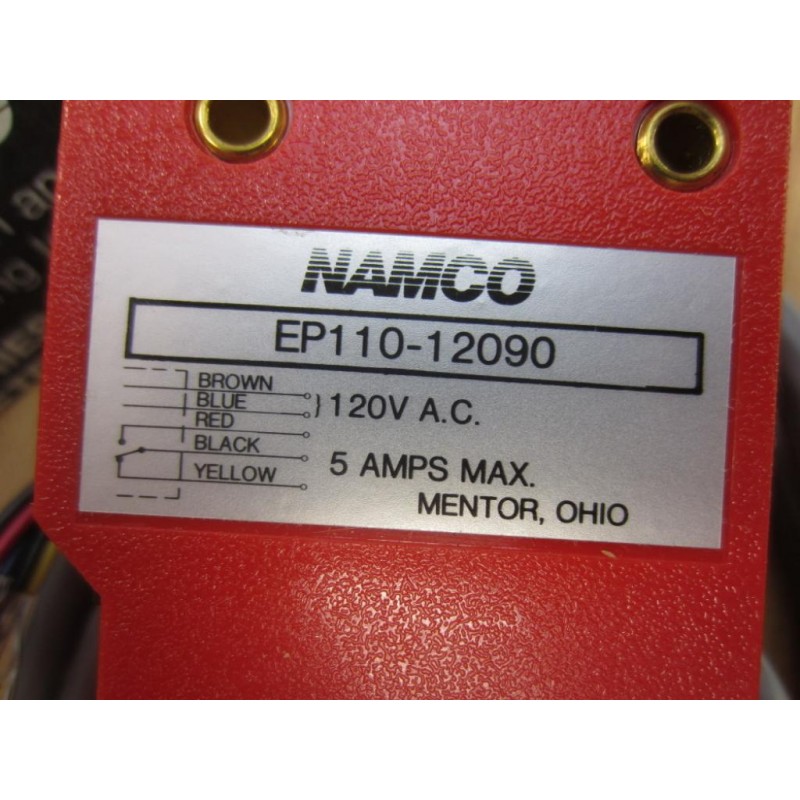 NAMCO
EP110-12090
BROWN
BLUE
120V A.C.
RED
BLACK
YELLOW
5 AMPS MAX.
MENTOR, OHIO